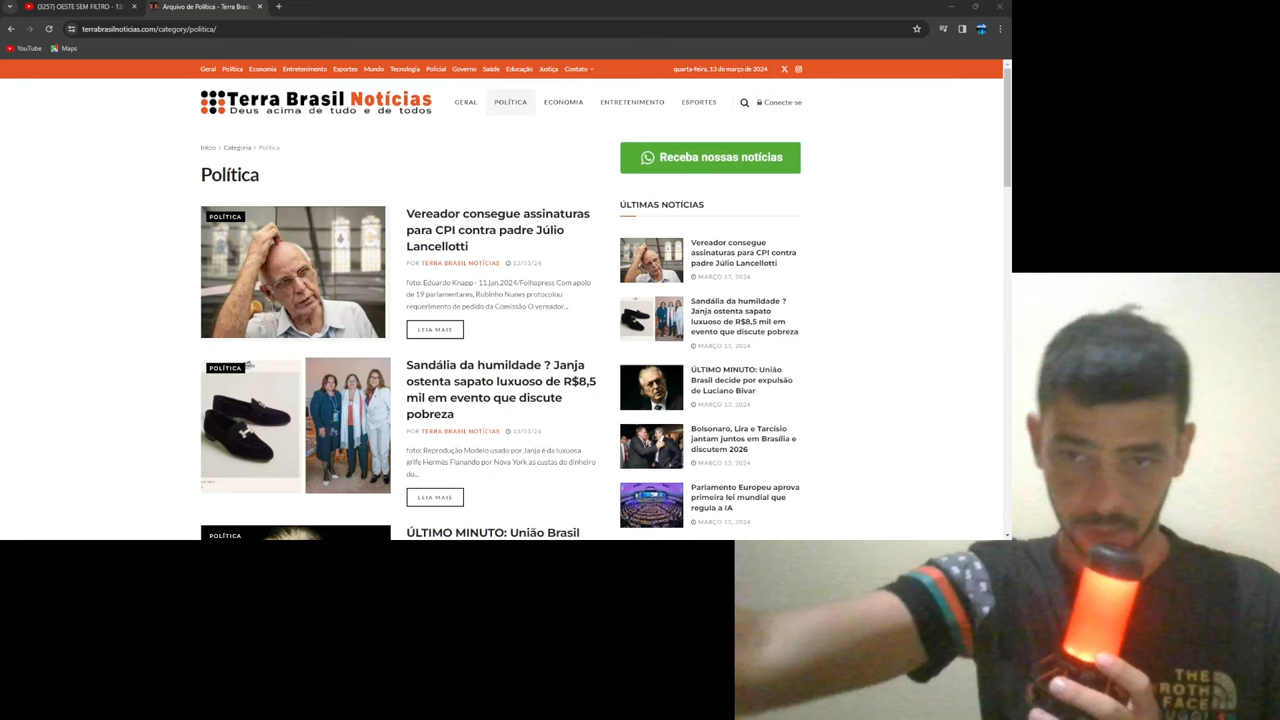 (3257) OESTE SEM FILTRO - 13/
Arquivo de Política - Terra Bras
terrabrasilnoticias.com/category/politica/
YouTube Maps
Geral Política Economia Entretenimento Esportes Mundo Tecnologia Policial Governo Saúde Educação Justiça Contato
quarta-feira, 13 de março de 2024
Terra Brasil Notícias
Deus acima de tudo e de todos
GERAL POLÍTICA ECONOMIA ENTRETENIMENTO ESPORTES
Conecte-se
Início > Categoria > Política
Política
POLÍTICA
Vereador consegue assinaturas
para CPI contra padre Júlio
Lancellotti
POR TERRA BRASIL NOTÍCIAS 13/03/24
foto: Eduardo Knapp - 11.jan.2024/Folhapress Com apoio
de 19 parlamentares, Rubinho Nunes protocolou
requerimento de pedido da Comissão O vereador...
LEIA MAIS
POLÍTICA
Sandália da humildade ? Janja
ostenta sapato luxuoso de R$8,5
mil em evento que discute
pobreza
POR TERRA BRASIL NOTÍCIAS 13/03/24
foto: Reprodução Modelo usado por Janja é da luxuosa
grife Hermès Flanando por Nova York as custas do dinheiro
do...
LEIA MAIS
POLÍTICA
ÚLTIMO MINUTO: União Brasil
Receba nossas notícias
ÚLTIMAS NOTÍCIAS
Vereador consegue
assinaturas para CPI contra
padre Júlio Lancellotti
MARÇO 13, 2024
Sandália da humildade ?
Janja ostenta sapato
luxuoso de R$8,5 mil em
evento que discute pobreza
MARÇO 13, 2024
ÚLTIMO MINUTO: União
Brasil decide por expulsão
de Luciano Bivar
MARÇO 13, 2024
Bolsonaro, Lira e Tarcísio
jantam juntos em Brasília e
discutem 2026
MARÇO 13, 2024
Parlamento Europeu aprova
primeira lei mundial que
regula a IA
MARÇO 13, 2024
THE
ROTH
FACE